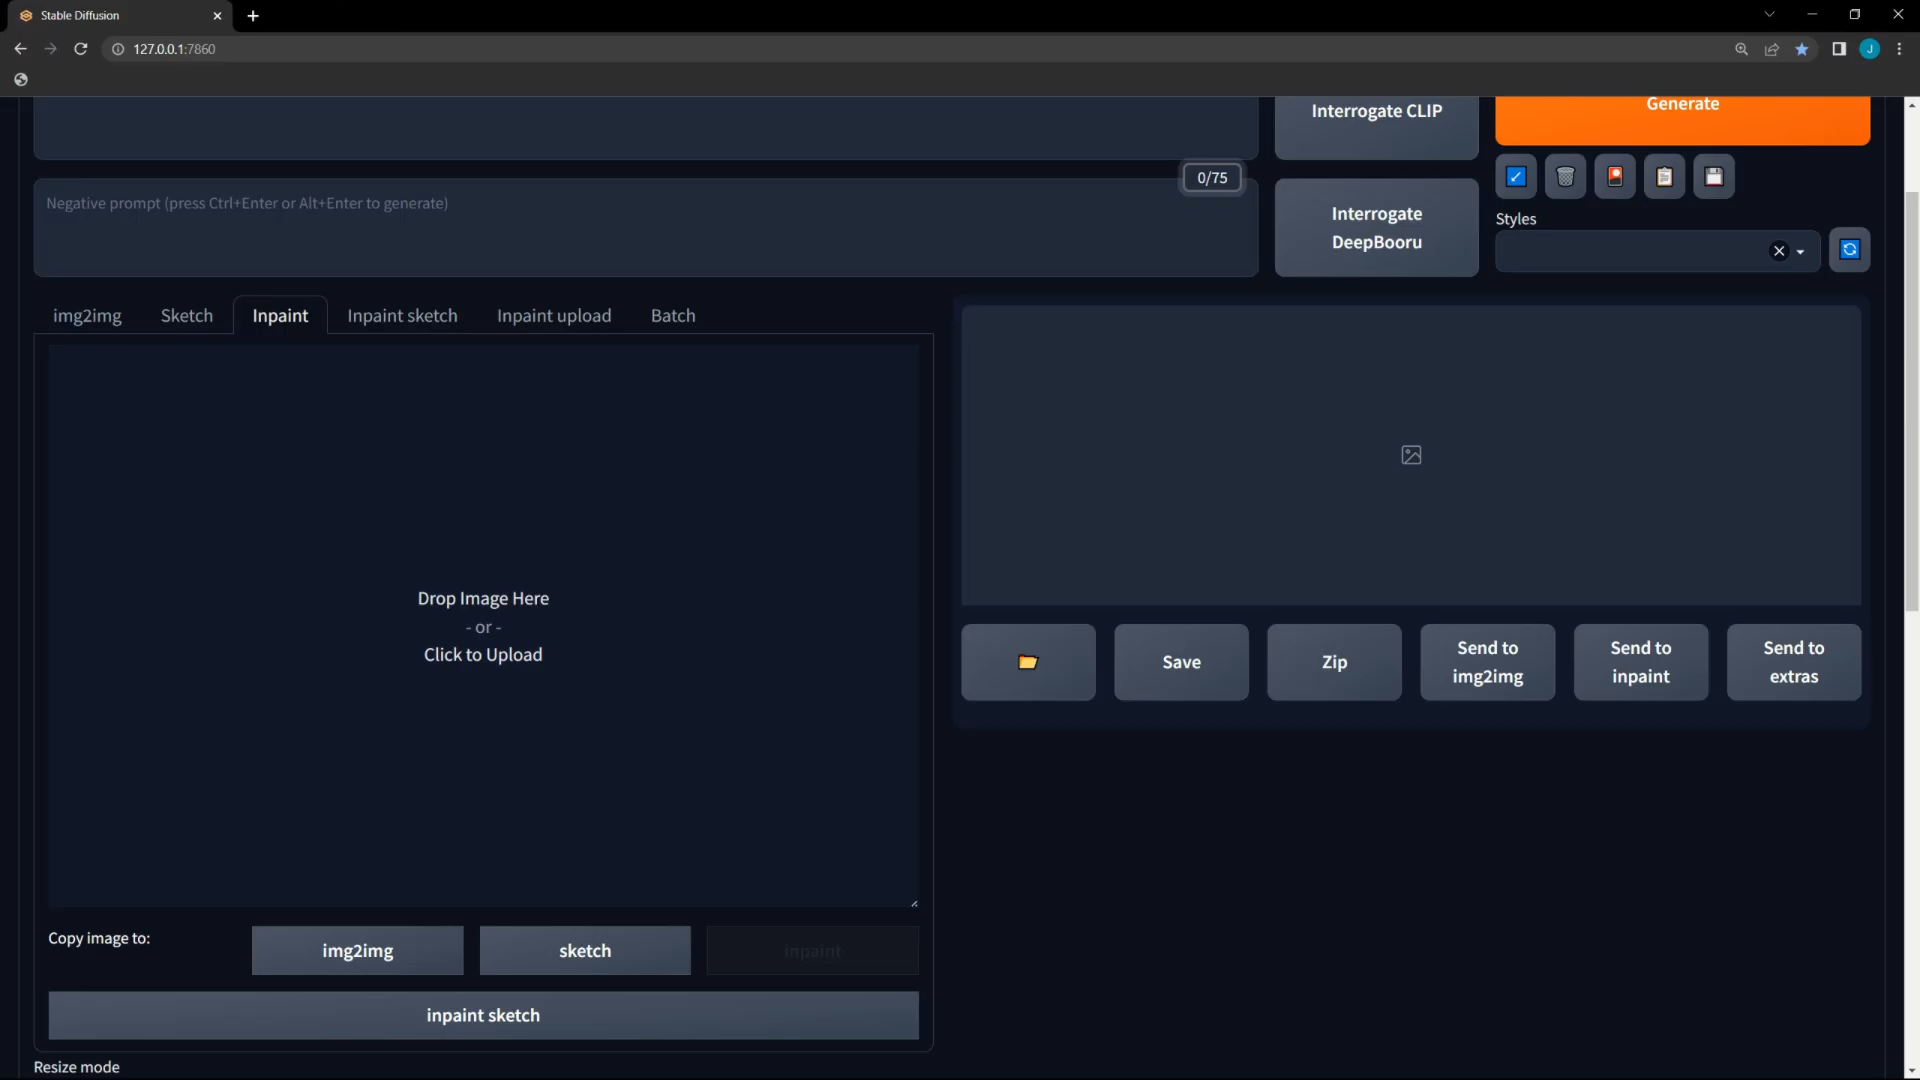 Stable Diffusion
127.0.0.1:7860
J
Interrogate CLIP
Generate
0/75
Negative prompt (press Ctrl+Enter or Alt+Enter to generate)
Interrogate
DeepBooru
Styles
img2img
Sketch
Inpaint
Inpaint sketch
Inpaint upload
Batch
Drop Image Here
- or -
Click to Upload
Save
Zip
Send to
img2img
Send to
inpaint
Send to
extras
Copy image to:
img2img
sketch
inpaint
inpaint sketch
Resize mode